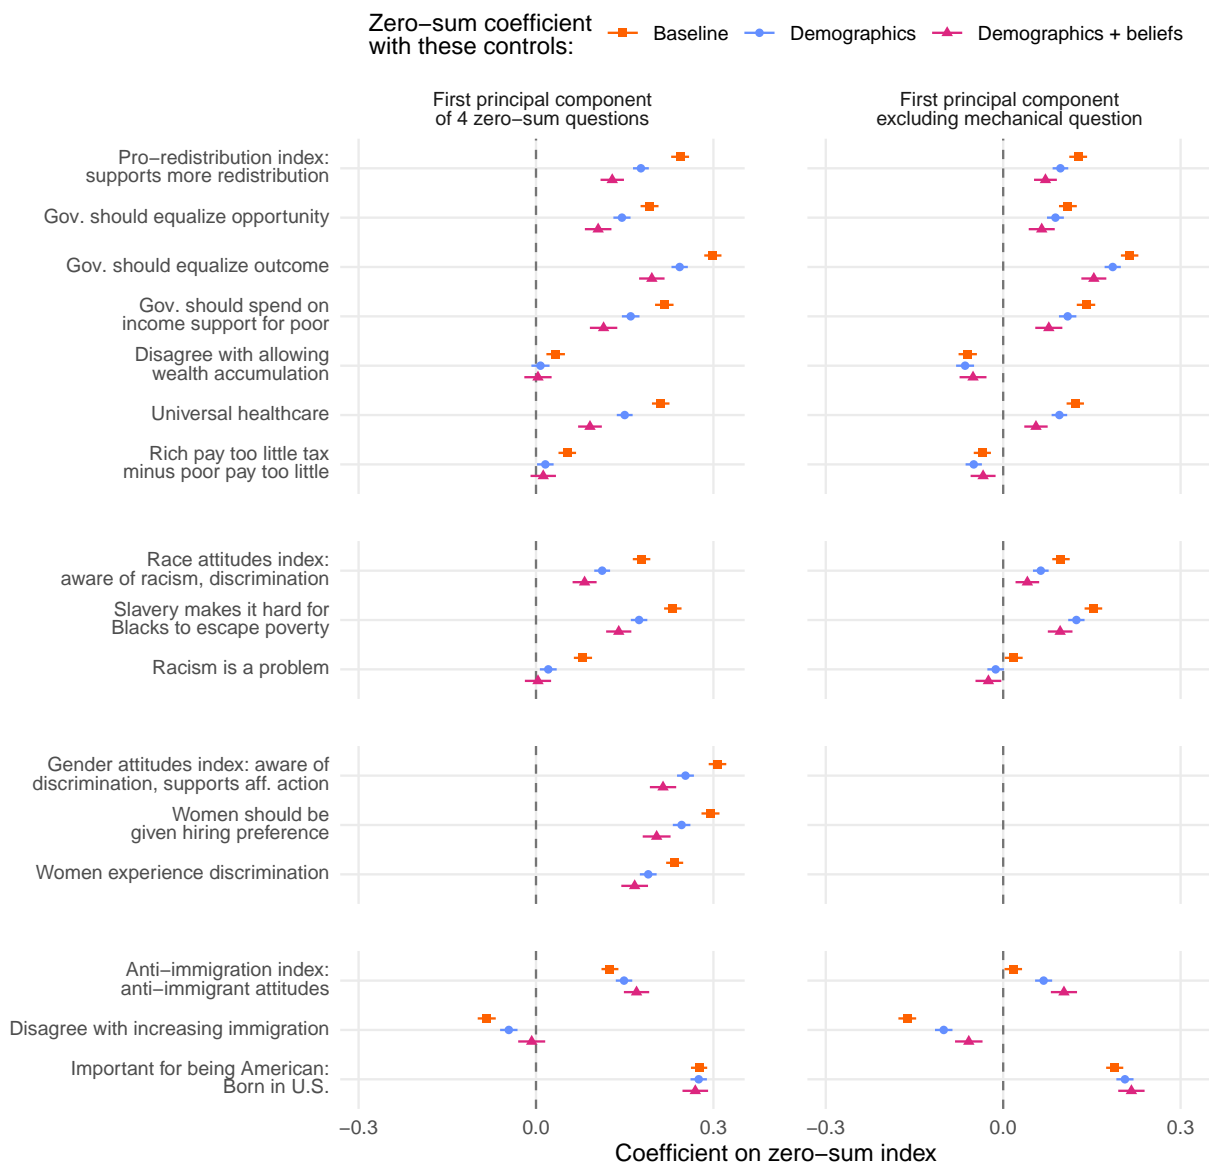 Zero−sum coefficient
with these controls:
Baseline
Demographics
Demographics + beliefs
First principal component
of 4 zero−sum questions
First principal component
excluding mechanical question
Pro−redistribution index:
supports more redistribution
Gov. should equalize opportunity
Gov. should equalize outcome
Gov. should spend on
income support for poor
Disagree with allowing
wealth accumulation
Universal healthcare
Rich pay too little tax
minus poor pay too little
Race attitudes index:
aware of racism, discrimination
Slavery makes it hard for
Blacks to escape poverty
Racism is a problem
Gender attitudes index: aware of
discrimination, supports aff. action
Women should be
given hiring preference
Women experience discrimination
Anti−immigration index:
anti−immigrant attitudes
Disagree with increasing immigration
Important for being American:
Born in U.S.
−0.3 0.0 0.3 −0.3 0.0 0.3
Coefficient on zero−sum index